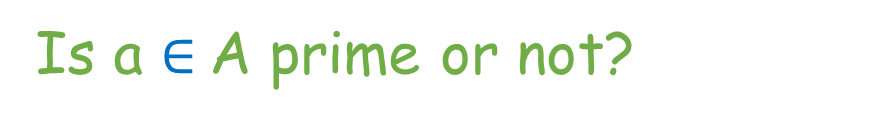 Is a ∈ A prime or not?